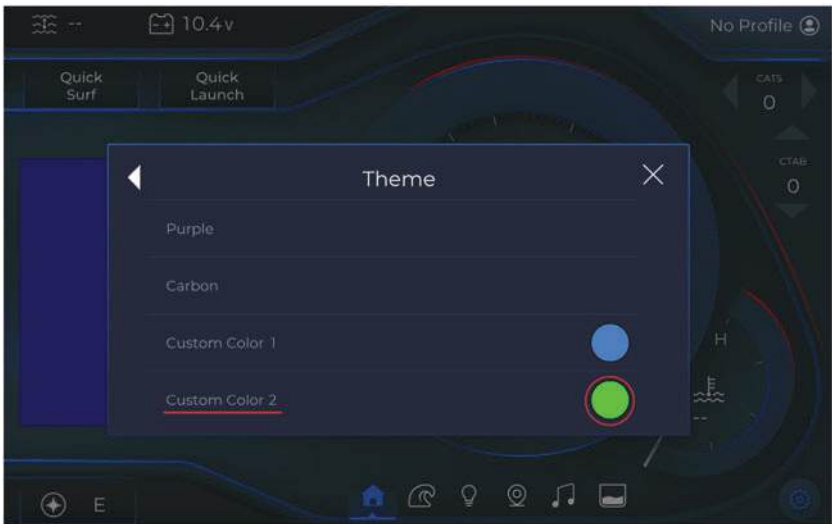 --
10.4v
No Profile
Quick
Surf
Quick
Launch
CATS
0
CTAB
0
Theme
Purple
Carbon
Custom Color 1
Custom Color 2
H
--
E